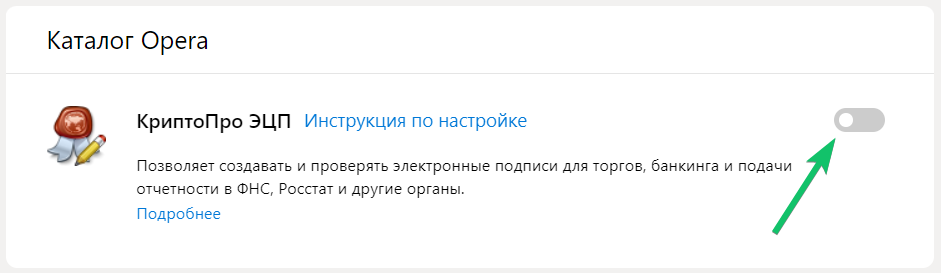 Каталог Opera
КриптоПро ЭЦП Инструкция по настройке
Позволяет создавать и проверять электронные подписи для торгов, банкинга и подачи
отчетности в ФНС, Росстат и другие органы.
Подробнее